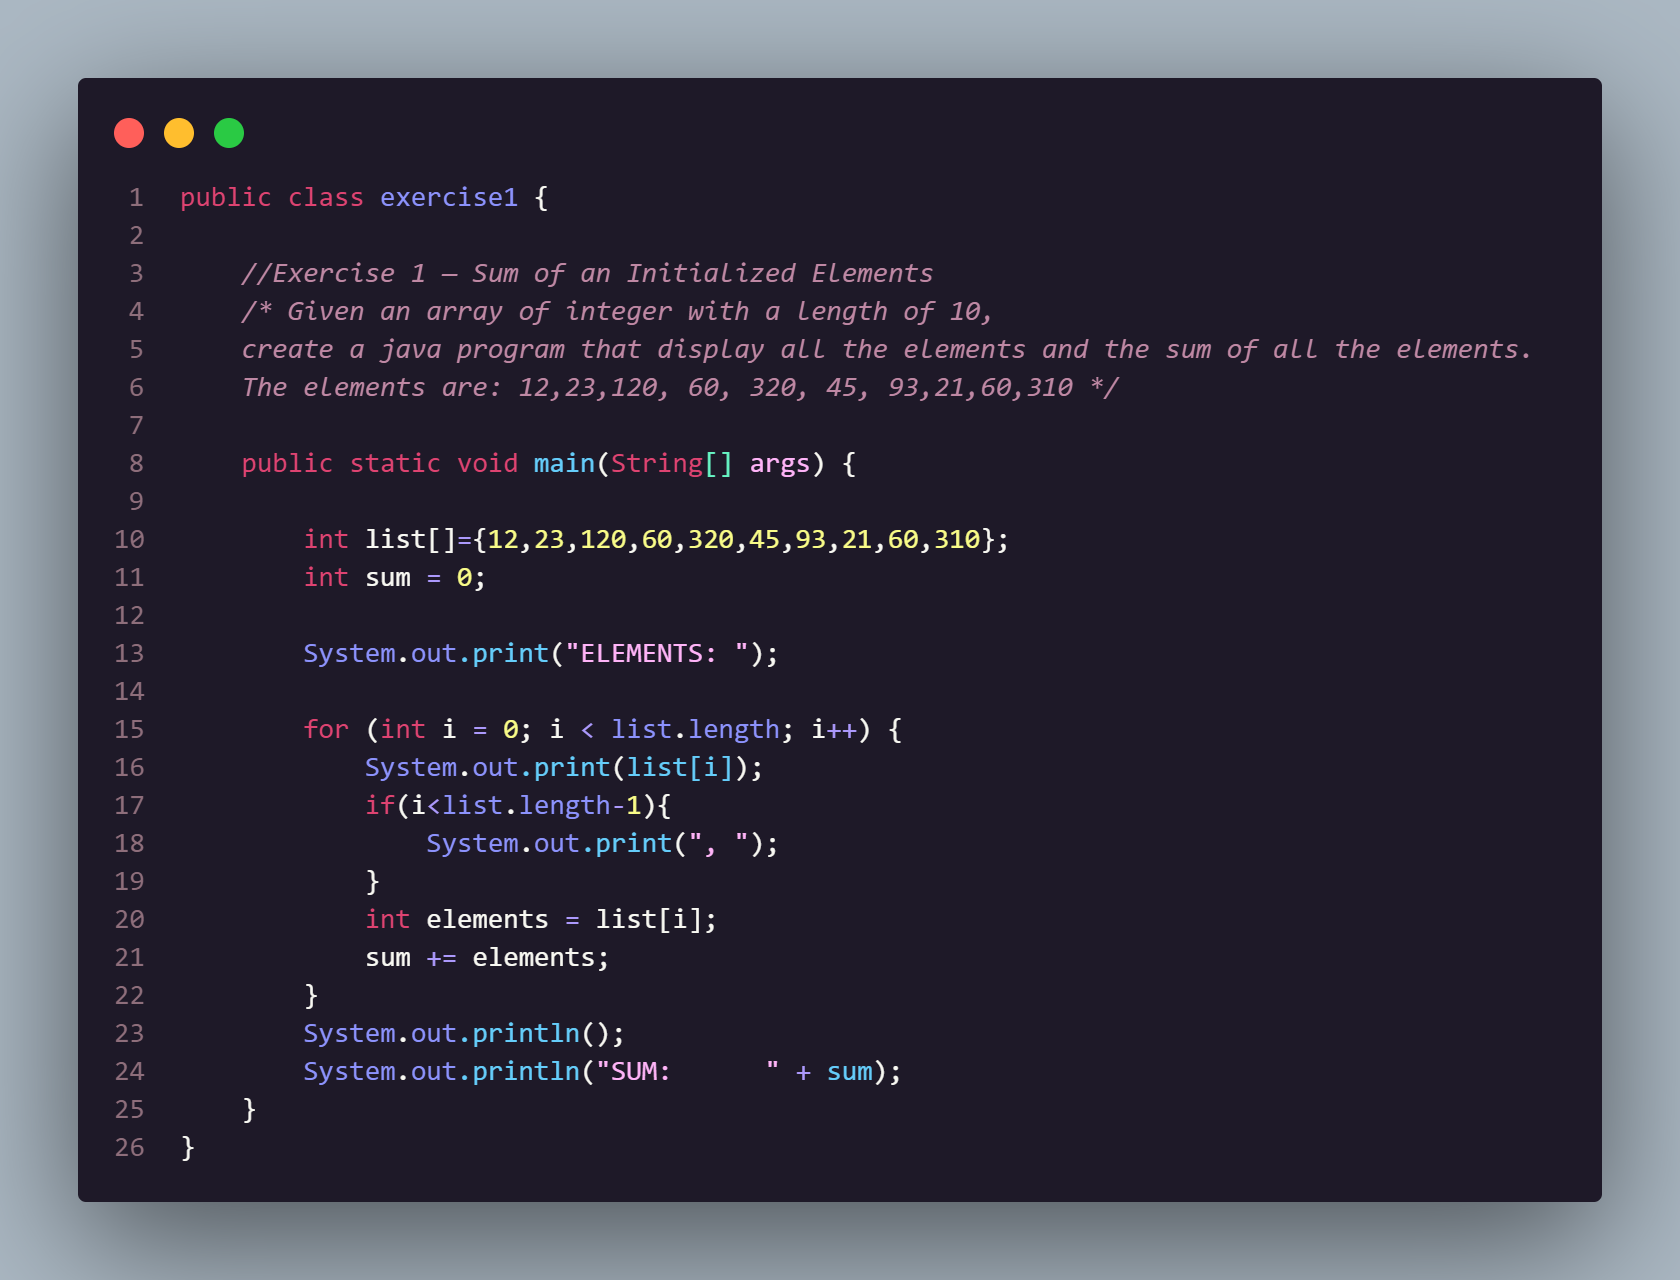 1 public class exercise1 {
2
3     //Exercise 1 – Sum of an Initialized Elements
4     /* Given an array of integer with a length of 10,
5     create a java program that display all the elements and the sum of all the elements.
6     The elements are: 12,23,120, 60, 320, 45, 93,21,60,310 */
7
8     public static void main(String[] args) {
9
10         int list[]={12,23,120,60,320,45,93,21,60,310};
11         int sum = 0;
12
13         System.out.print("ELEMENTS: ");
14
15         for (int i = 0; i < list.length; i++) {
16             System.out.print(list[i]);
17             if(i<list.length-1){
18                 System.out.print(", ");
19             }
20             int elements = list[i];
21             sum += elements;
22         }
23         System.out.println();
24         System.out.println("SUM:      " + sum);
25     }
26 }